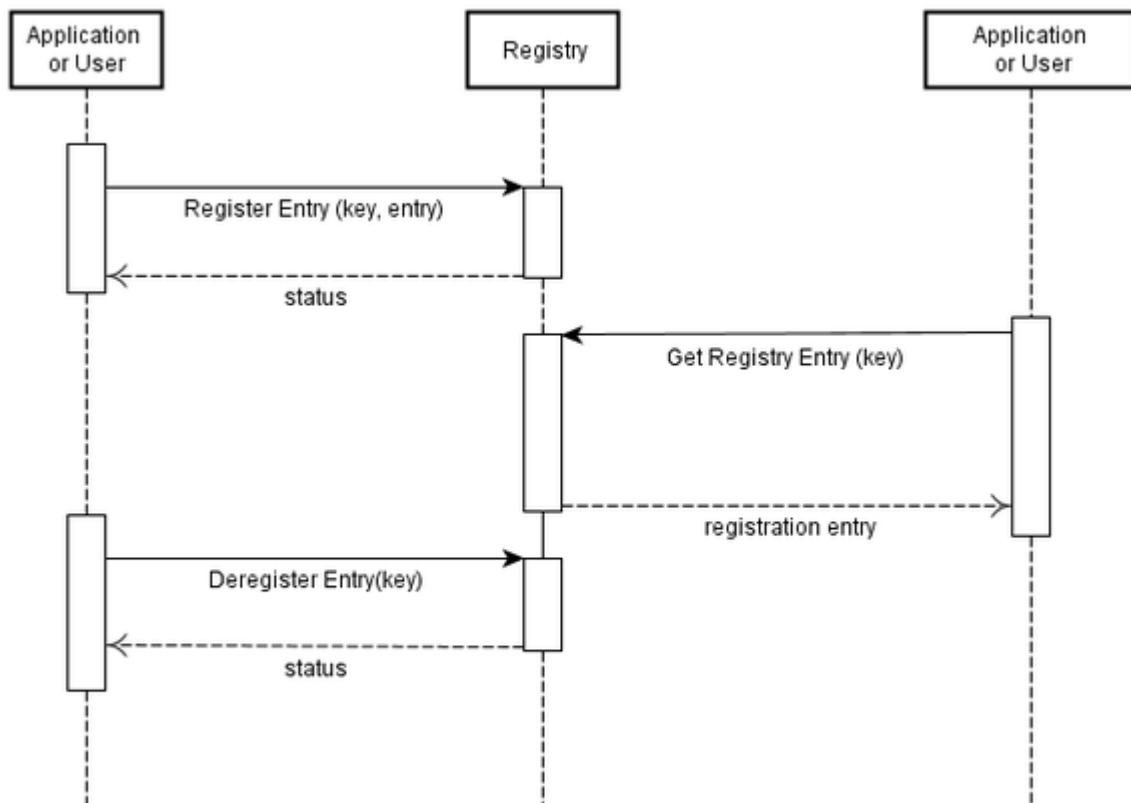 Application
or User
Registry
Application
or User
Register Entry (key, entry)
status
Get Registry Entry (key)
registration entry
Deregister Entry(key)
status